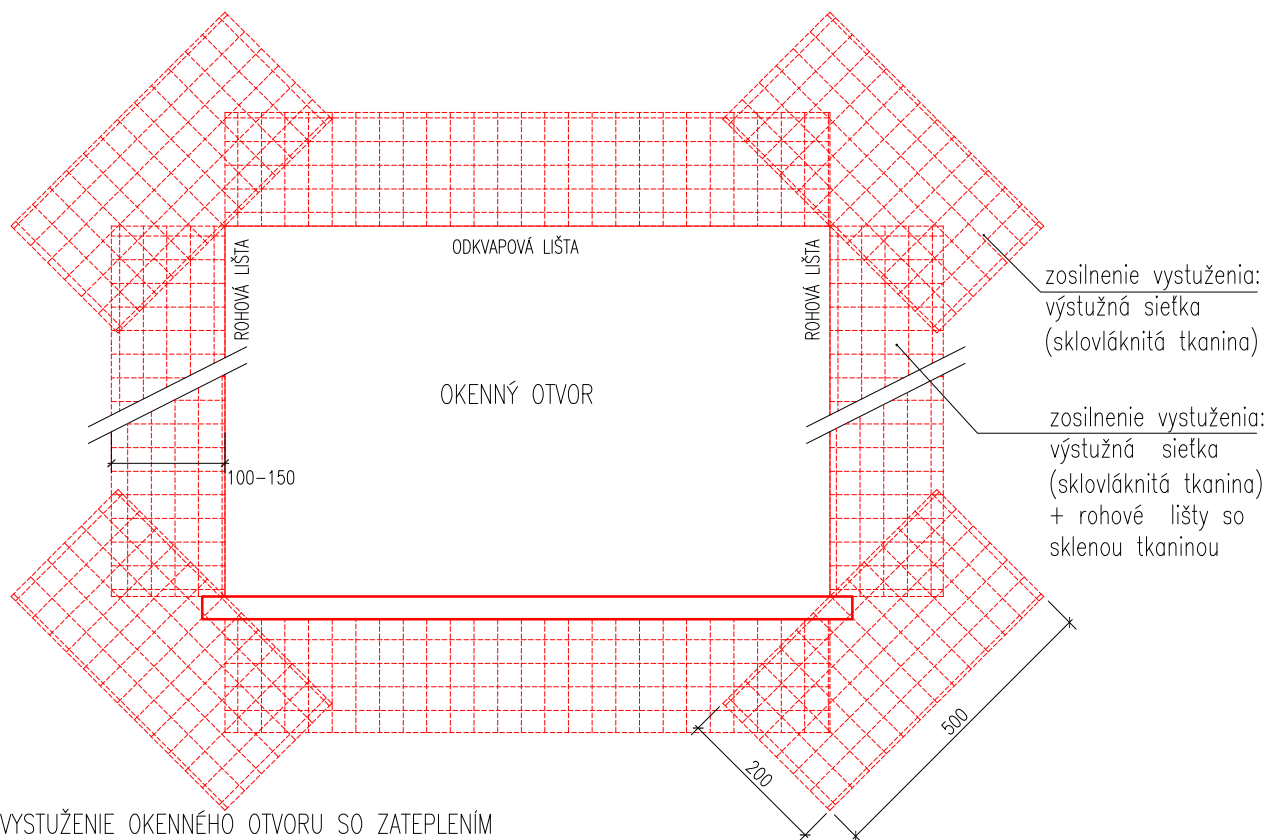 ROHOVÁ LIŠTA
ODKVAPOVÁ LIŠTA
ROHOVÁ LIŠTA
zosilnenie vystuženia:
výstužná sieťka
(sklovláknitá tkanina)
OKENNÝ OTVOR
zosilnenie vystuženia:
výstužná sieťka
(sklovláknitá tkanina)
+ rohové lišty so
sklenou tkaninou
100-150
500
200
VYSTUŽENIE OKENNÉHO OTVORU SO ZATEPLENÍM